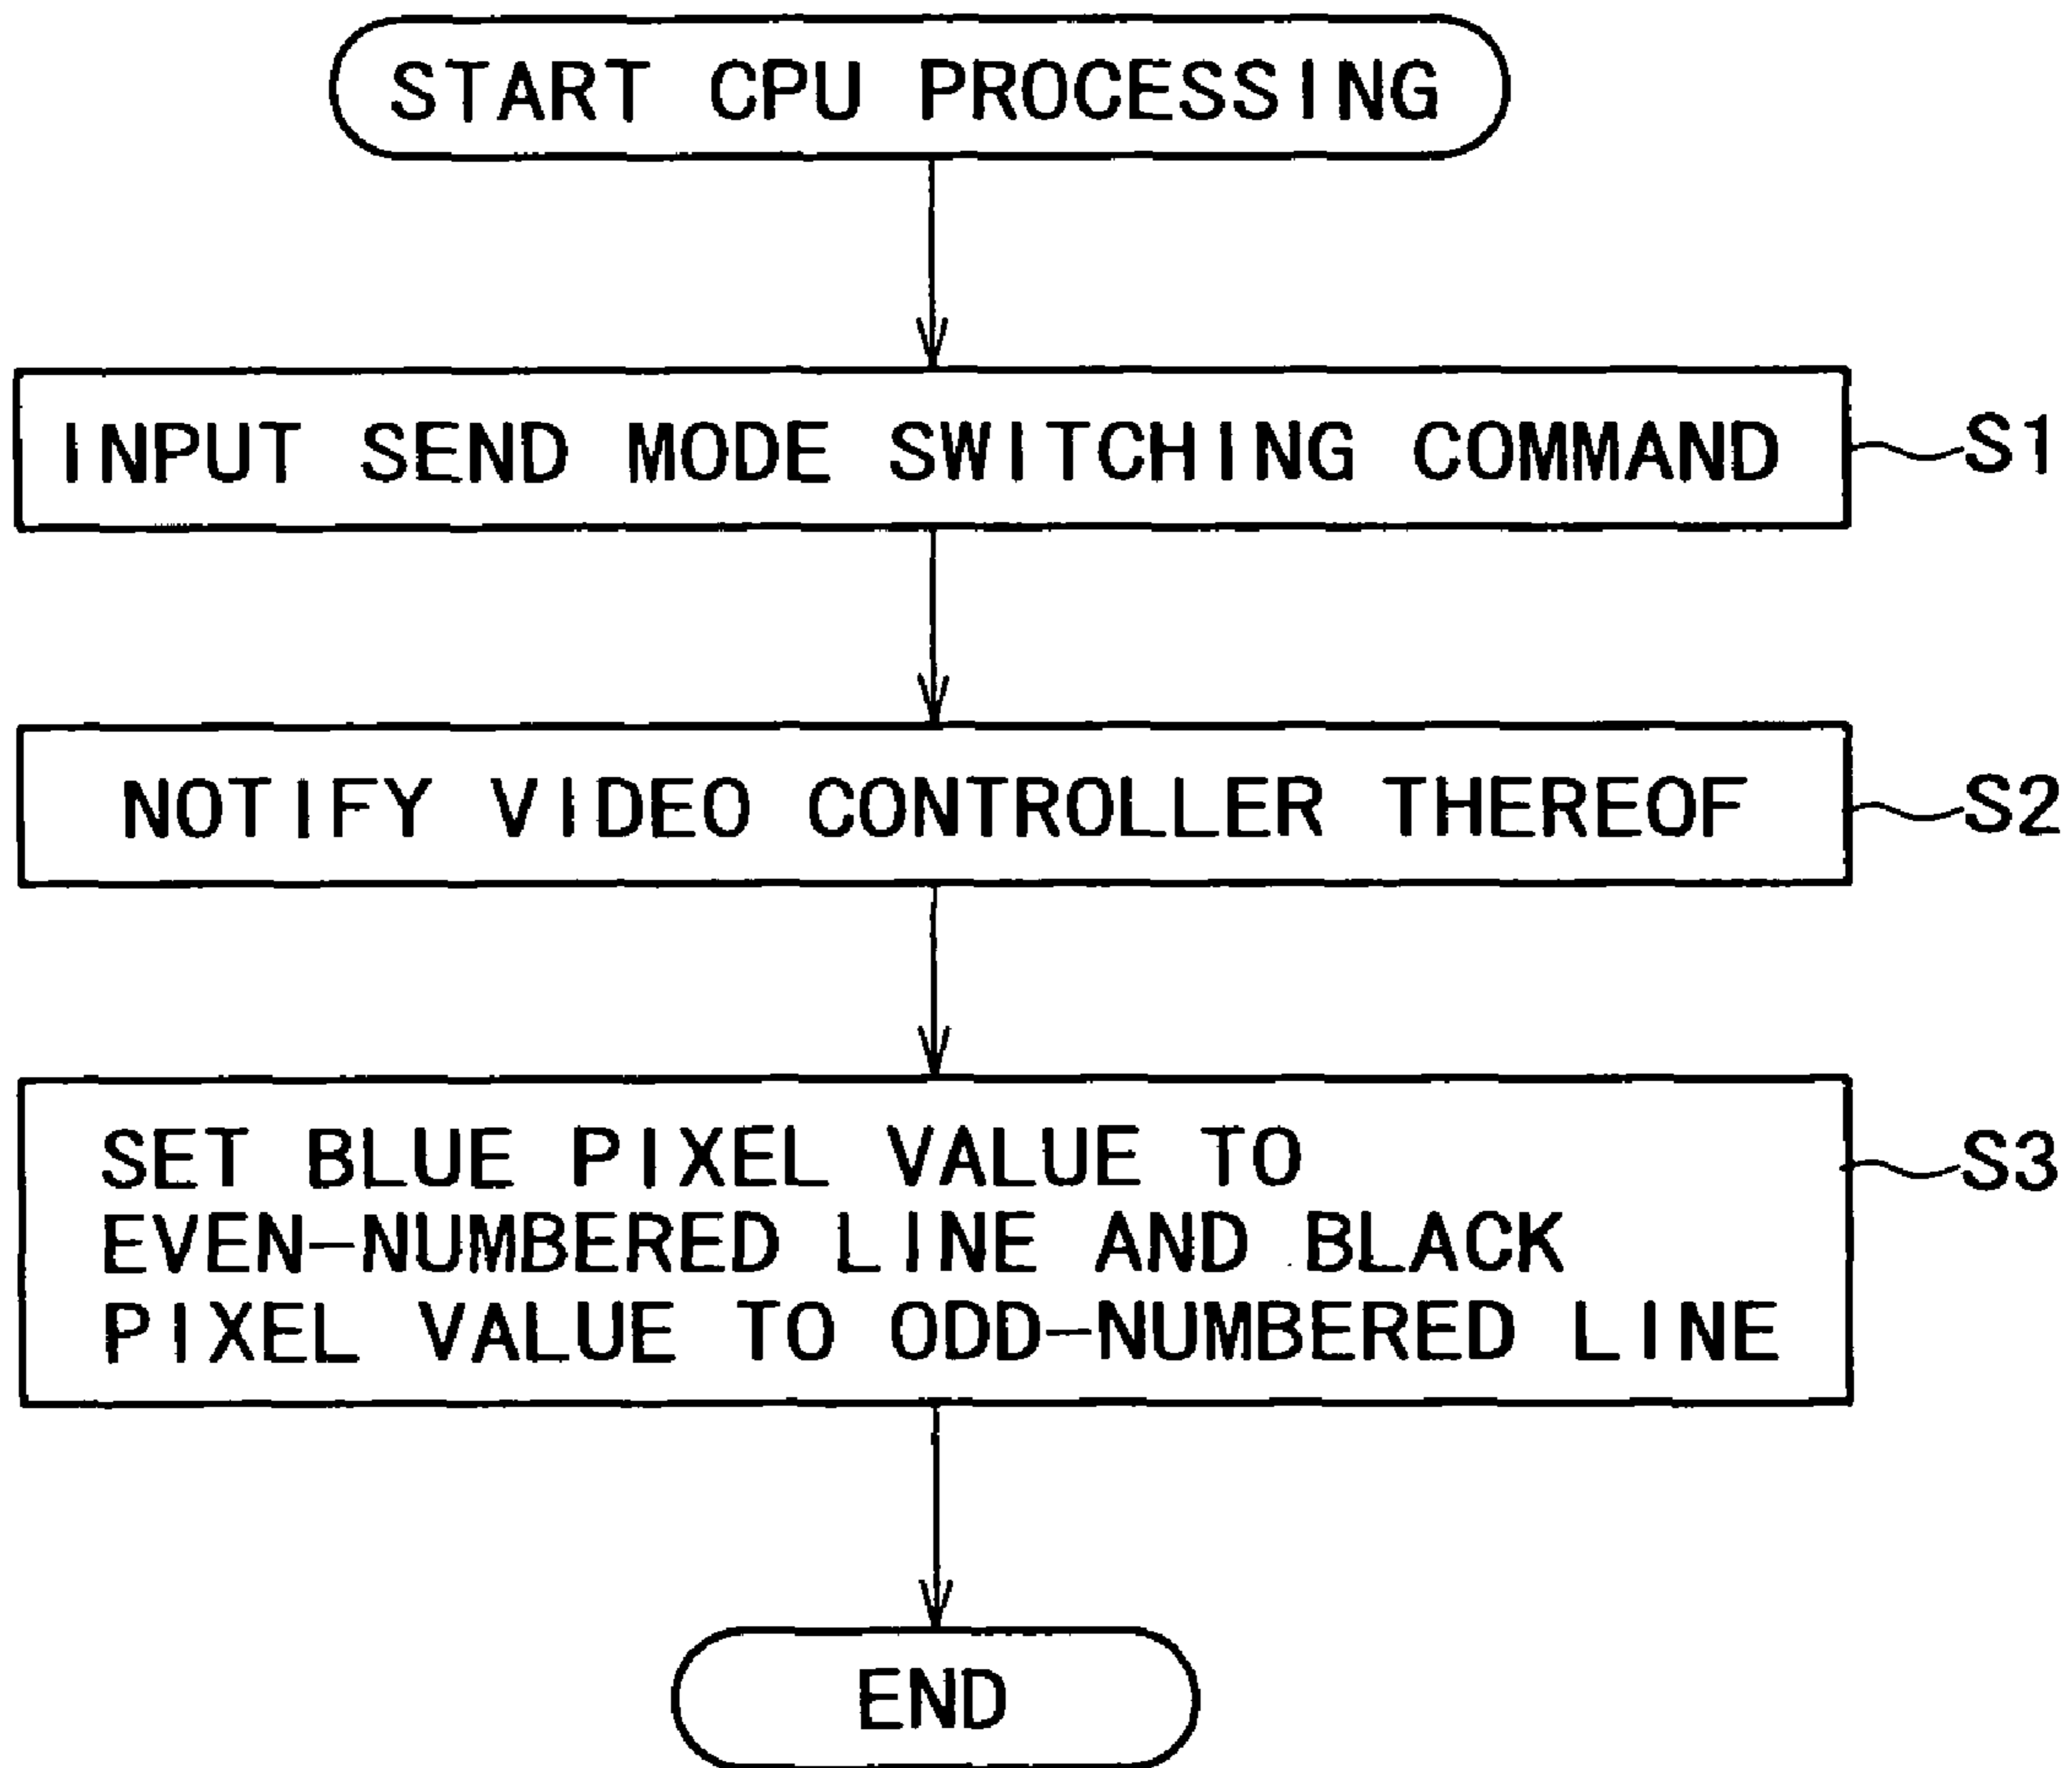 START CPU PROCESSING
INPUT SEND MODE SWITCHING COMMAND
S1
NOTIFY VIDEO CONTROLLER THEREOF
S2
SET BLUE PIXEL VALUE TO
S3
EVEN-NUMBERED LINE AND BLACK
PIXEL VALUE TO ODD-NUMBERED LINE
END